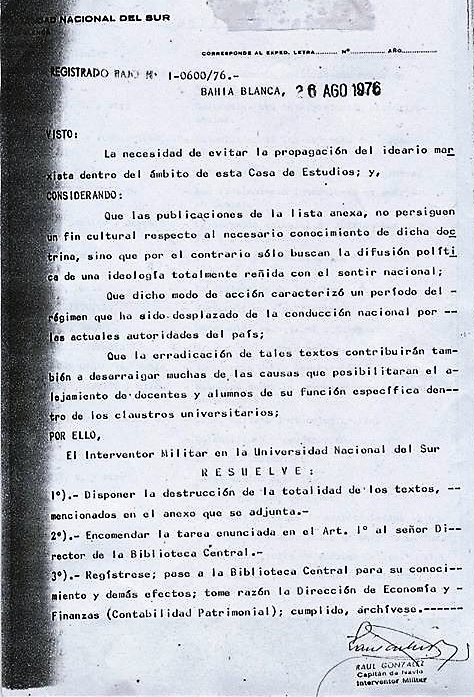 DAD NACIONAL DEL SUR
CORRESPONDE AL EXPED. LETRA........ Nº............ AÑO............
REGISTRADO BAJO Nº I-0600/76.-
BAHIA BLANCA, 26 AGO 1976
VISTO:
La necesidad de evitar la propagación del ideario mar
xista dentro del ámbito de esta Casa de Estudios; y,
CONSIDERANDO:
Que las publicaciones de la lista anexa, no persiguen
un fin cultural respecto al necesario conocimiento de dicha doc
trina, sino que por el contrario sólo buscan la difusión políti
ca de una ideología totalmente reñida con el sentir nacional;
Que dicho modo de acción caracterizó un período del -
régimen que ha sido desplazado de la conducción nacional por --
las actuales autoridades del país;
Que la erradicación de tales textos contribuirán tam-
bién a desarraigar muchas de las causas que posibilitaran el a-
lejamiento de docentes y alumnos de su función específica den--
tro de los claustros universitarios;
POR ELLO,
El Interventor Militar en la Universidad Nacional del Sur
R E S U E L V E :
1º).- Disponer la destrucción de la totalidad de los textos, --
mencionados en el anexo que se adjunta.-
2º).- Encomendar la tarea enunciada en el Art. 1º al señor Di--
rector de la Biblioteca Central.-
3º).- Regístrese; pase a la Biblioteca Central para su conoci--
miento y demás efectos; tome razón la Dirección de Economía y -
Finanzas (Contabilidad Patrimonial); cumplido, archívese.------
RAUL GONZALEZ
Capitán de Navío
Interventor Militar